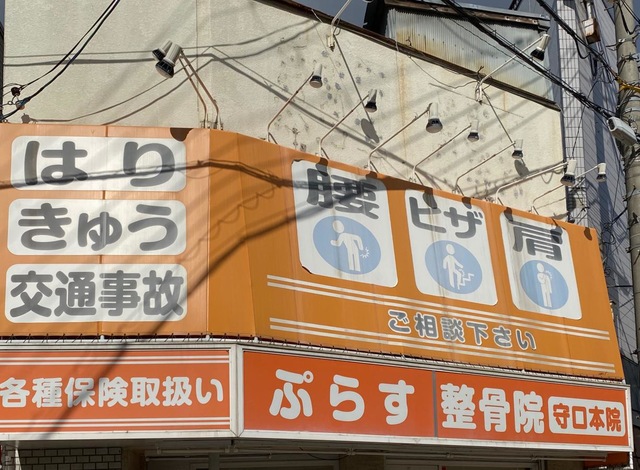 はり
きゅう
交通事故
腰
ヒザ
肩
ご相談下さい
各種保険取扱い
ぷらす 整骨院 守口本院